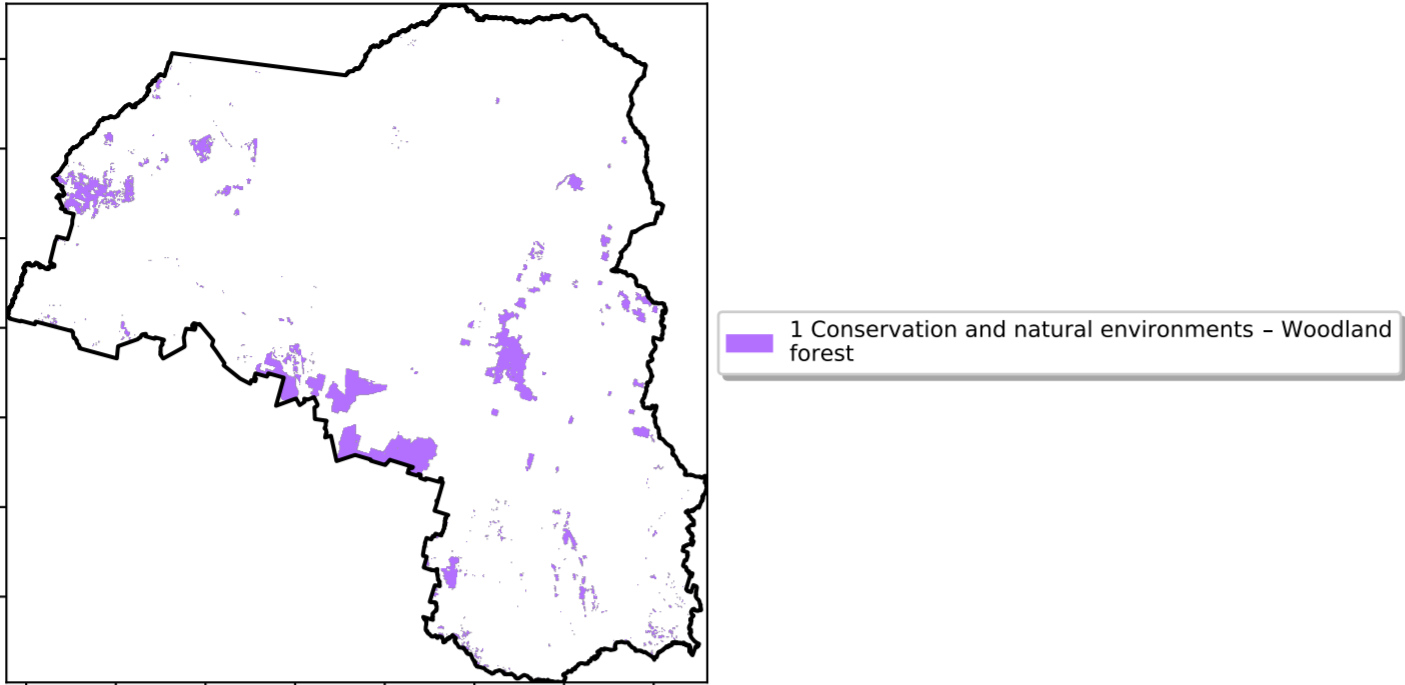 1 Conservation and natural environments – Woodland
forest